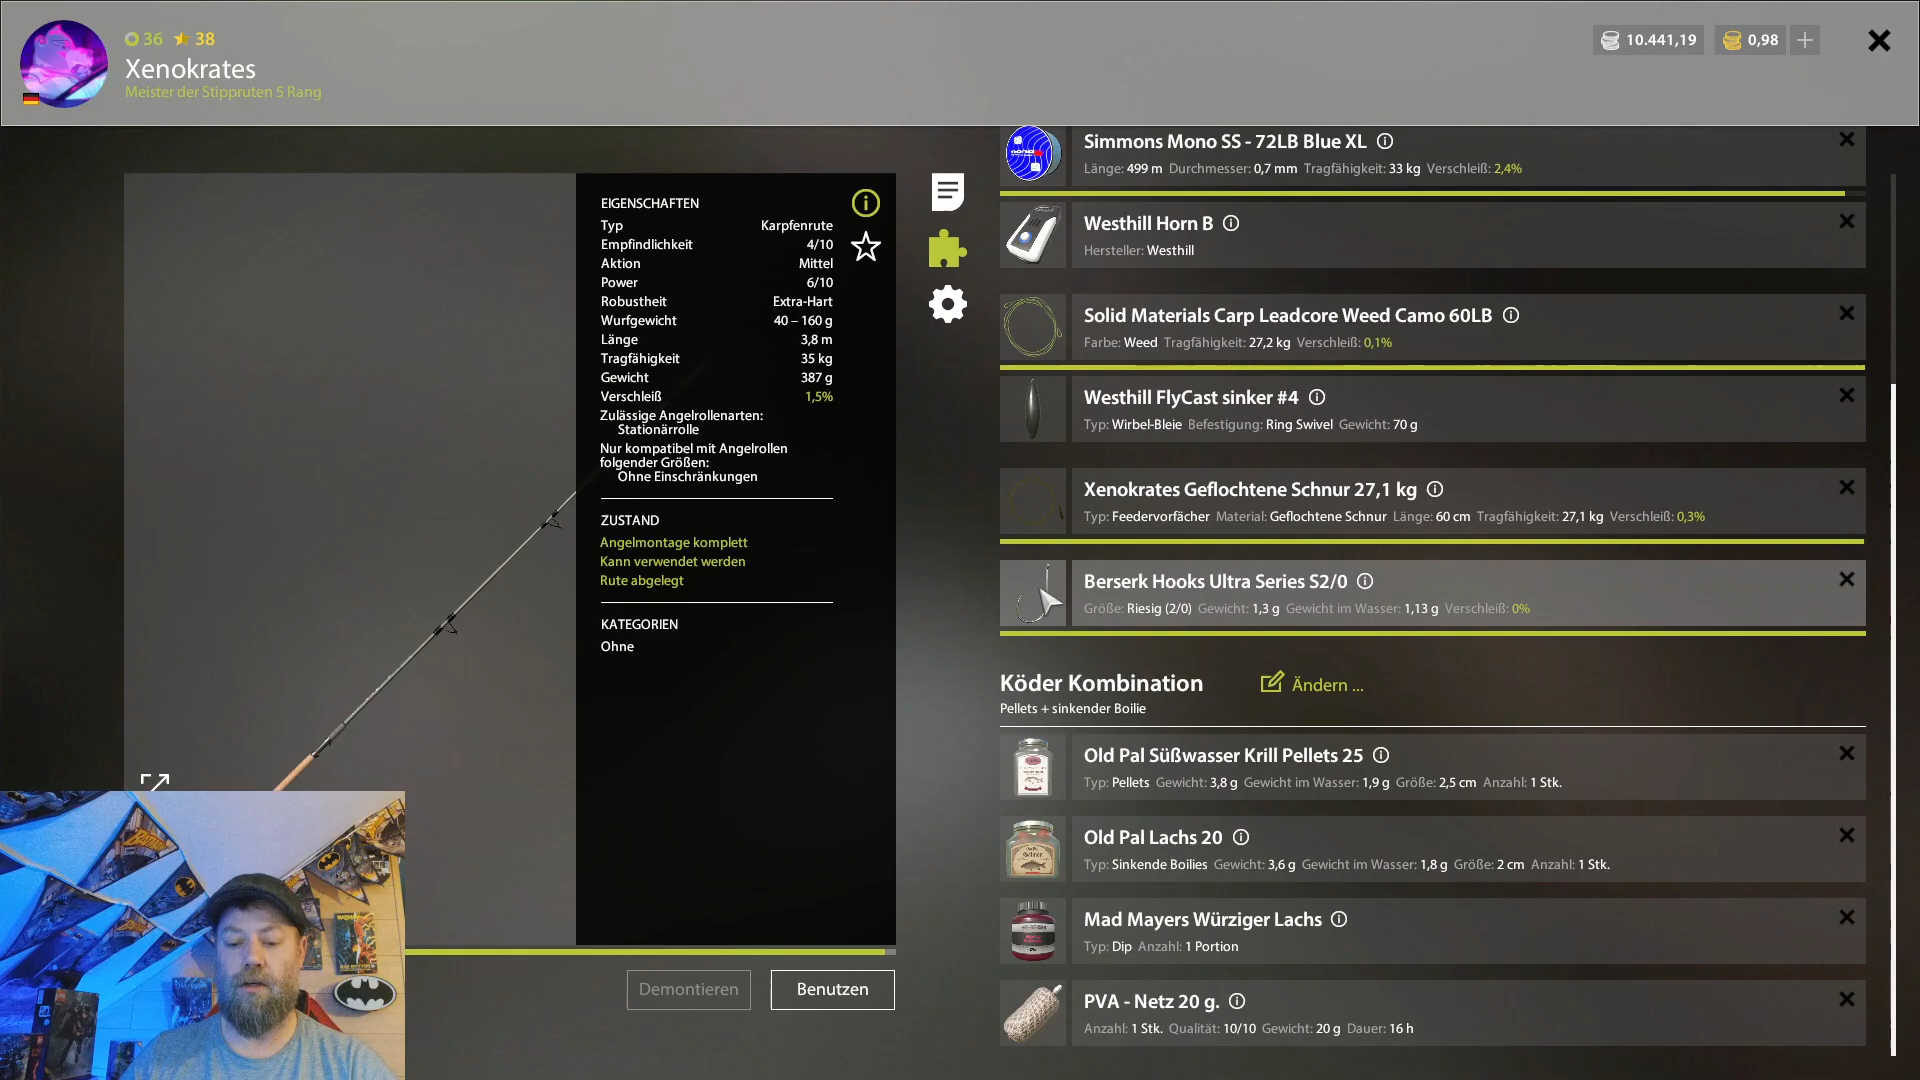 36 38
Xenokrates
Meister der Stippruten 5 Rang
10.441,19 0,98
EIGENSCHAFTEN
Typ Karpfenrute
Empfindlichkeit 4/10
Aktion Mittel
Power 6/10
Robustheit Extra-Hart
Wurfgewicht 40 – 160 g
Länge 3,8 m
Tragfähigkeit 35 kg
Gewicht 387 g
Verschleiß 1,5%
Zulässige Angelrollenarten:
Stationärrolle
Nur kompatibel mit Angelrollen
folgender Größen:
Ohne Einschränkungen
ZUSTAND
Angelmontage komplett
Kann verwendet werden
Rute abgelegt
KATEGORIEN
Ohne
Demontieren Benutzen
Simmons Mono SS - 72LB Blue XL
Länge: 499 m Durchmesser: 0,7 mm Tragfähigkeit: 33 kg Verschleiß: 2,4%
Westhill Horn B
Hersteller: Westhill
Solid Materials Carp Leadcore Weed Camo 60LB
Farbe: Weed Tragfähigkeit: 27,2 kg Verschleiß: 0,1%
Westhill FlyCast sinker #4
Typ: Wirbel-Bleie Befestigung: Ring Swivel Gewicht: 70 g
Xenokrates Geflochtene Schnur 27,1 kg
Typ: Feedervorfächer Material: Geflochtene Schnur Länge: 60 cm Tragfähigkeit: 27,1 kg Verschleiß: 0,3%
Berserk Hooks Ultra Series S2/0
Größe: Riesig (2/0) Gewicht: 1,3 g Gewicht im Wasser: 1,13 g Verschleiß: 0%
Köder Kombination Ändern ...
Pellets + sinkender Boilie
Old Pal Süßwasser Krill Pellets 25
Typ: Pellets Gewicht: 3,8 g Gewicht im Wasser: 1,9 g Größe: 2,5 cm Anzahl: 1 Stk.
Old Pal Lachs 20
Typ: Sinkende Boilies Gewicht: 3,6 g Gewicht im Wasser: 1,8 g Größe: 2 cm Anzahl: 1 Stk.
Mad Mayers Würziger Lachs
Typ: Dip Anzahl: 1 Portion
PVA - Netz 20 g.
Anzahl: 1 Stk. Qualität: 10/10 Gewicht: 20 g Dauer: 16 h